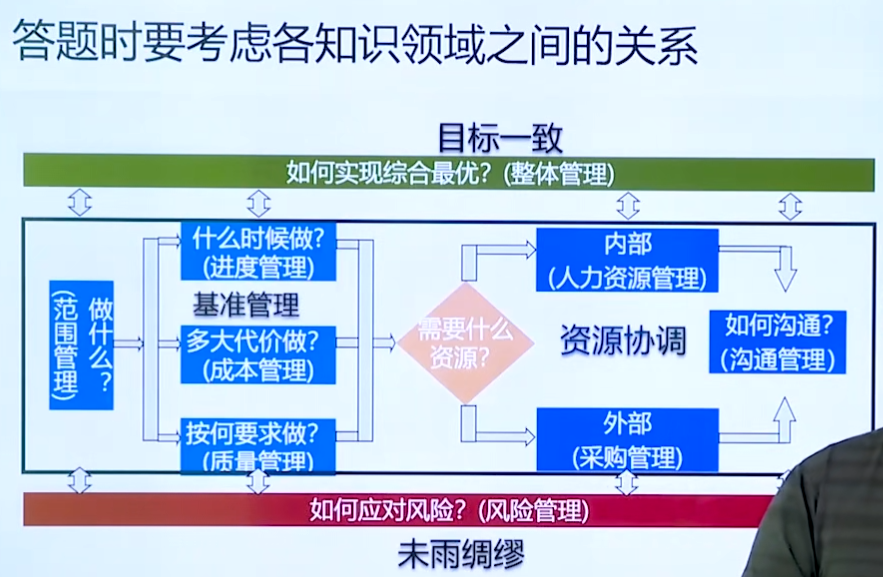 答题时要考虑各知识领域之间的关系
目标一致
如何实现综合最优？(整体管理)
什么时候做？
(进度管理)
基准管理
做什么？
(范围管理)
多大代价做？
(成本管理)
按何要求做？
(质量管理)
需要什么
资源？
内部
(人力资源管理)
资源协调
外部
(采购管理)
如何沟通？
(沟通管理)
如何应对风险？(风险管理)
未雨绸缪